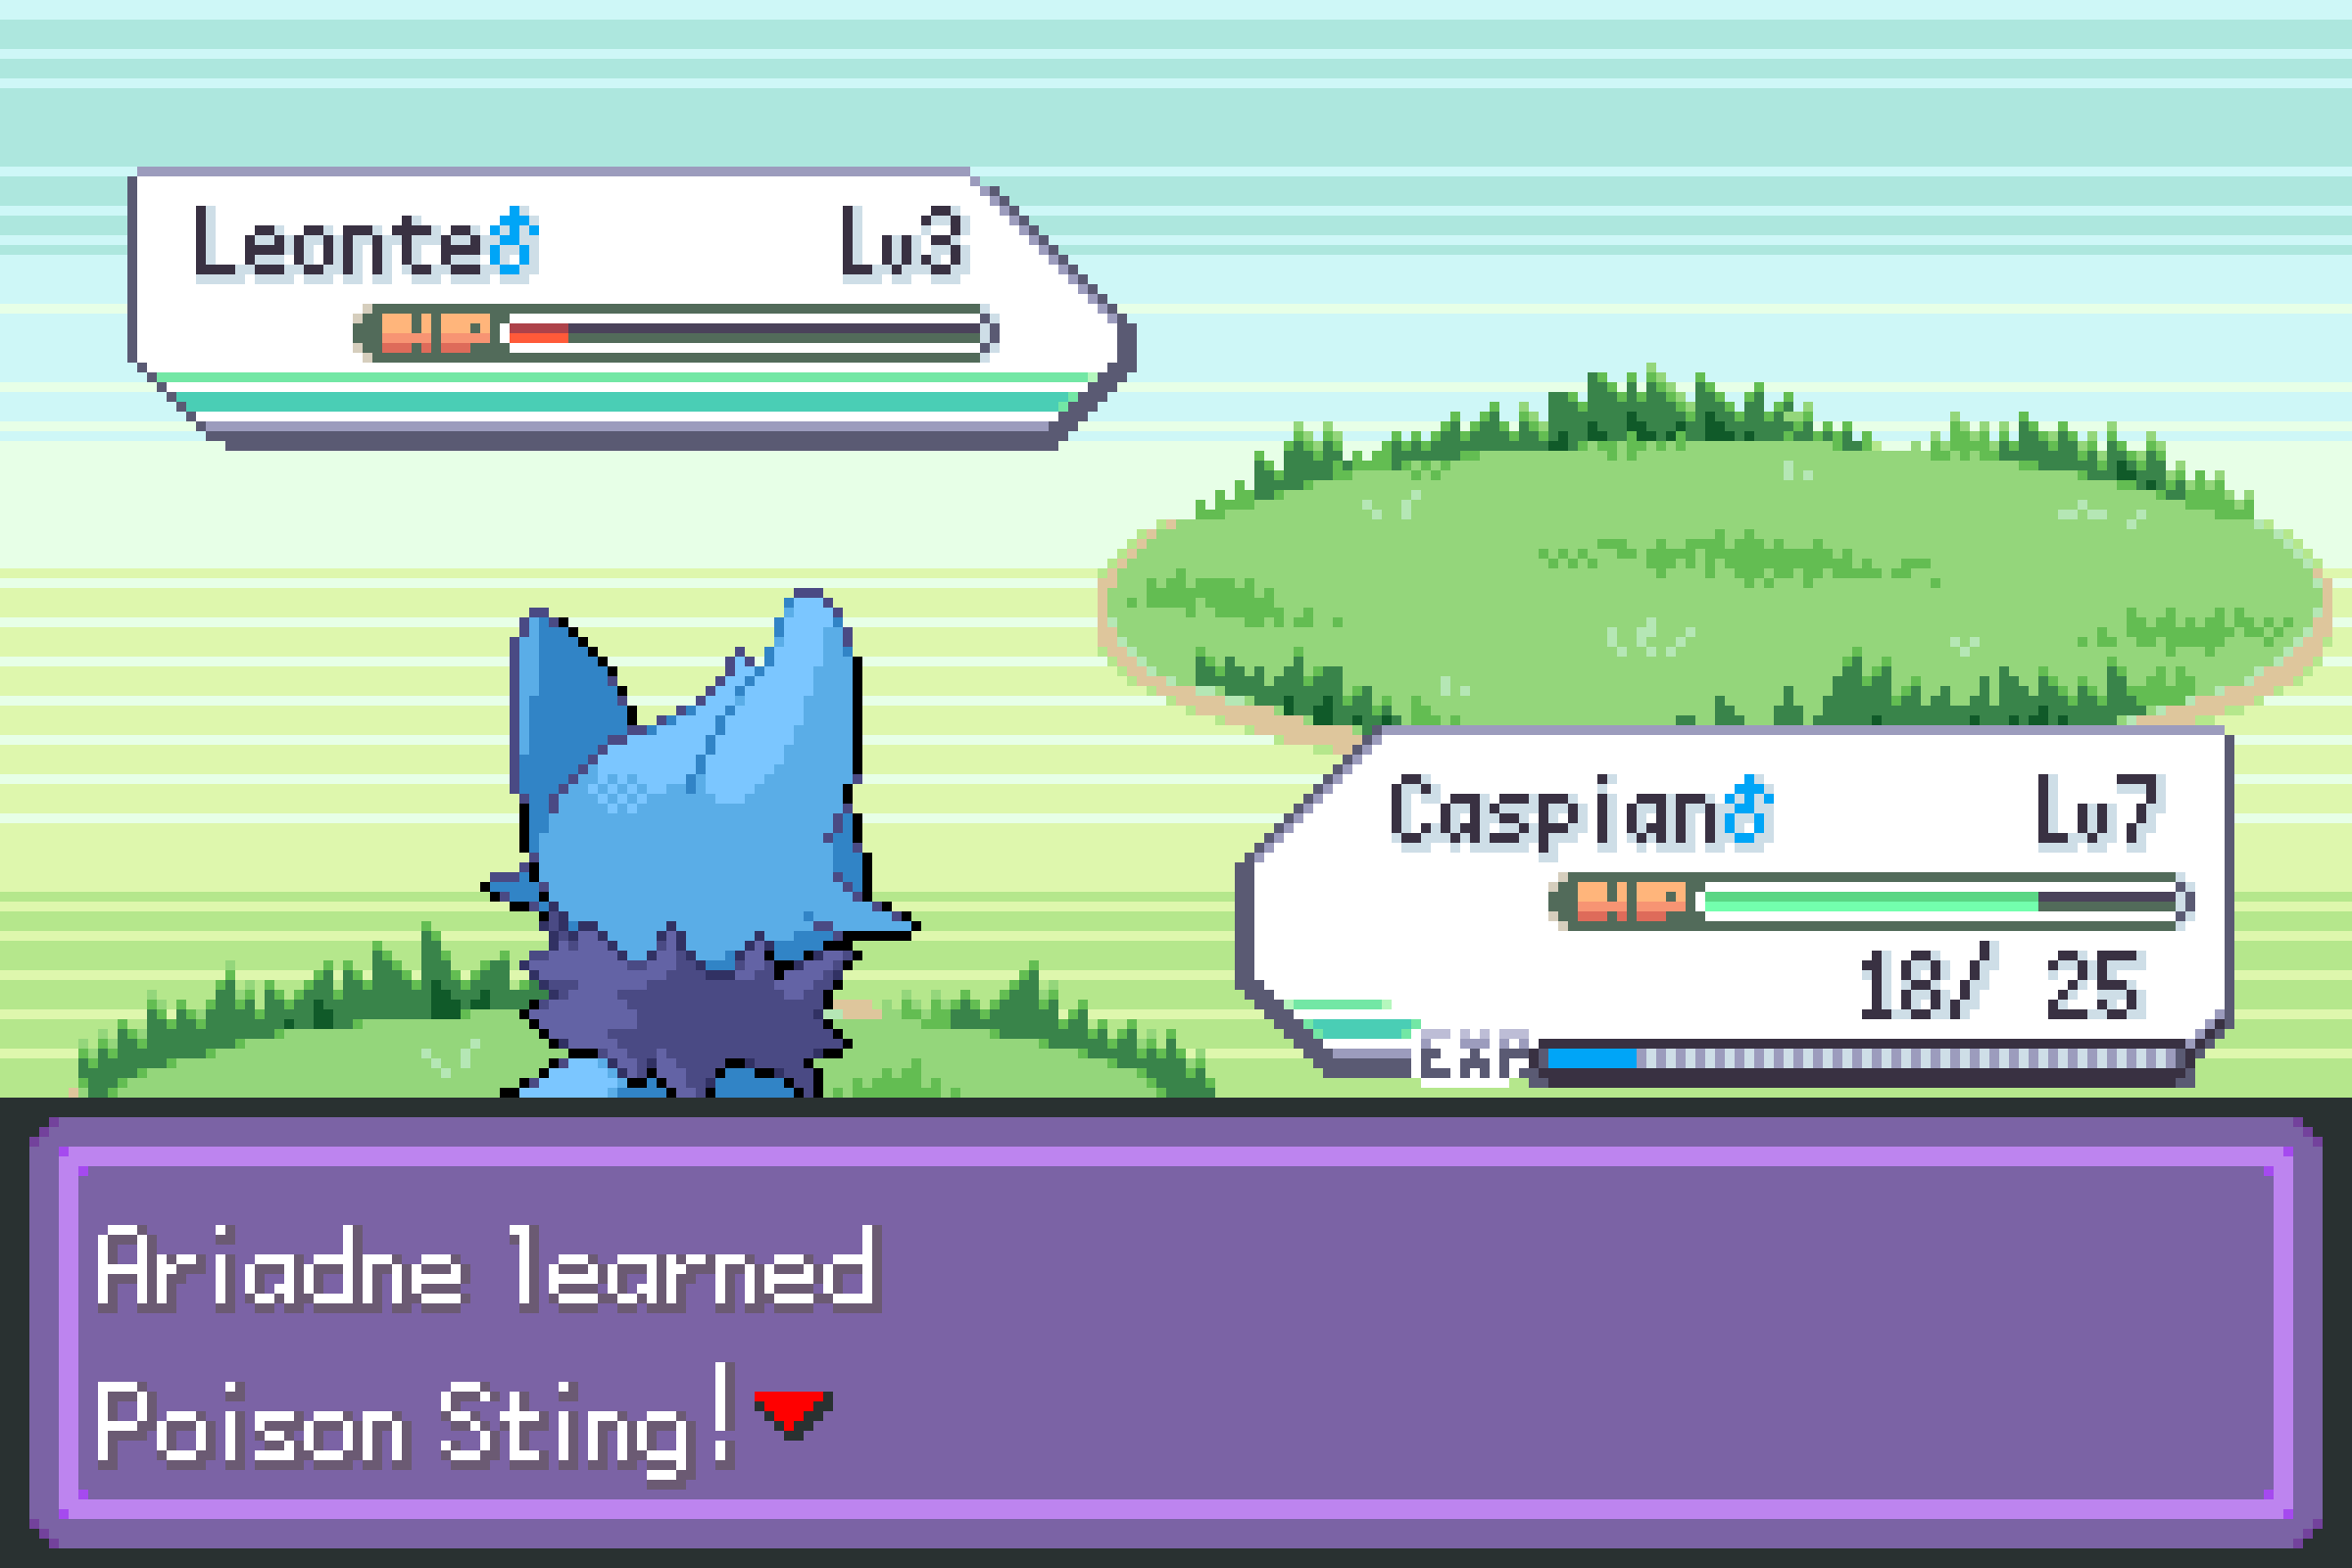 Leonte♂ Lv3
HP
Caspian♂ Lv7
HP
18/ 25
EXP
Ariadne learned
Poison Sting!